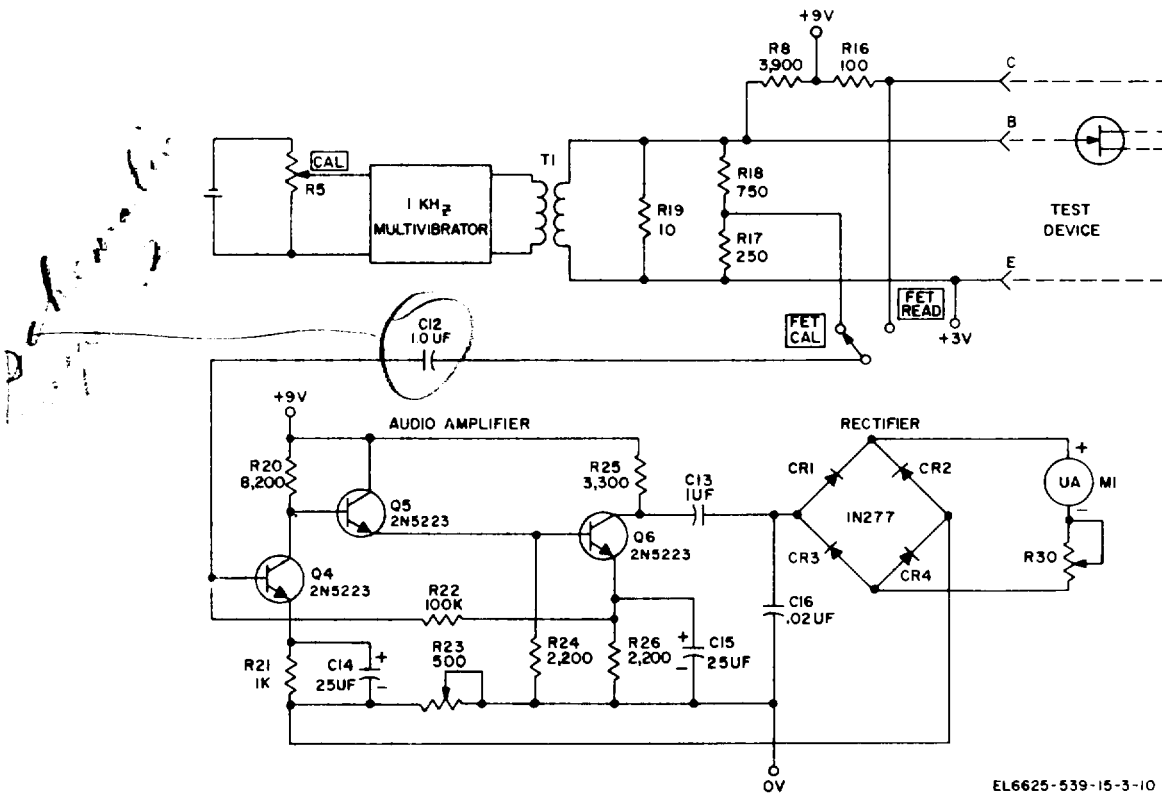 +9V
R8
3,900
R16
100
C
B
CAL
R5
1 KHZ
MULTIVIBRATOR
T1
R19
10
R18
750
R17
250
TEST
DEVICE
E
FET
CAL
FET
READ
+3V
C12
1.0 UF
+9V
AUDIO AMPLIFIER
RECTIFIER
R20
8,200
Q5
2N5223
R25
3,300
C13
1UF
CR1
CR2
+
UA
M1
-
Q6
2N5223
1N277
CR3
CR4
R30
Q4
2N5223
R22
100K
C16
.02UF
R21
1K
C14
25UF
+
-
R23
500
R24
2,200
R26
2,200
+
-
C15
25UF
0V
EL6625-539-15-3-10